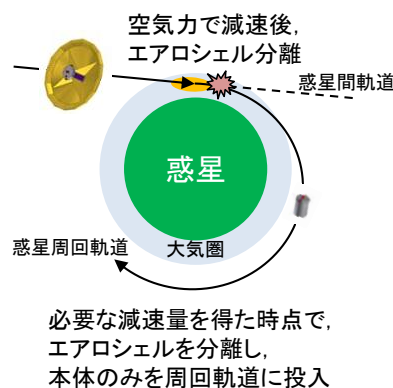 空気力で減速後,
エアロシェル分離
惑星間軌道
惑星
惑星周回軌道
大気圏
必要な減速量を得た時点で,
エアロシェルを分離し,
本体のみを周回軌道に投入